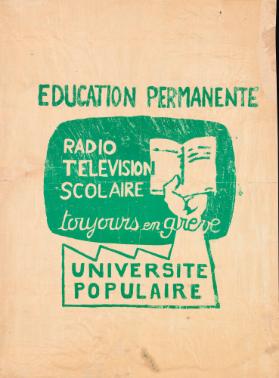 EDUCATION PERMANENTE
RADIO
TELEVISION
SCOLAIRE
toujours en grève
UNIVERSITE
POPULAIRE